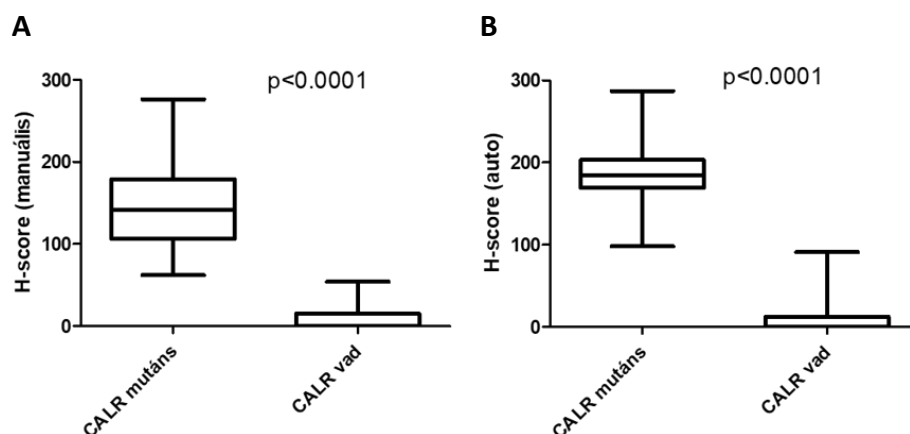 A
p<0.0001
H-score (manuális)
300
200
100
0
CALR mutáns
CALR vad
B
p<0.0001
H-score (auto)
300
200
100
0
CALR mutáns
CALR vad